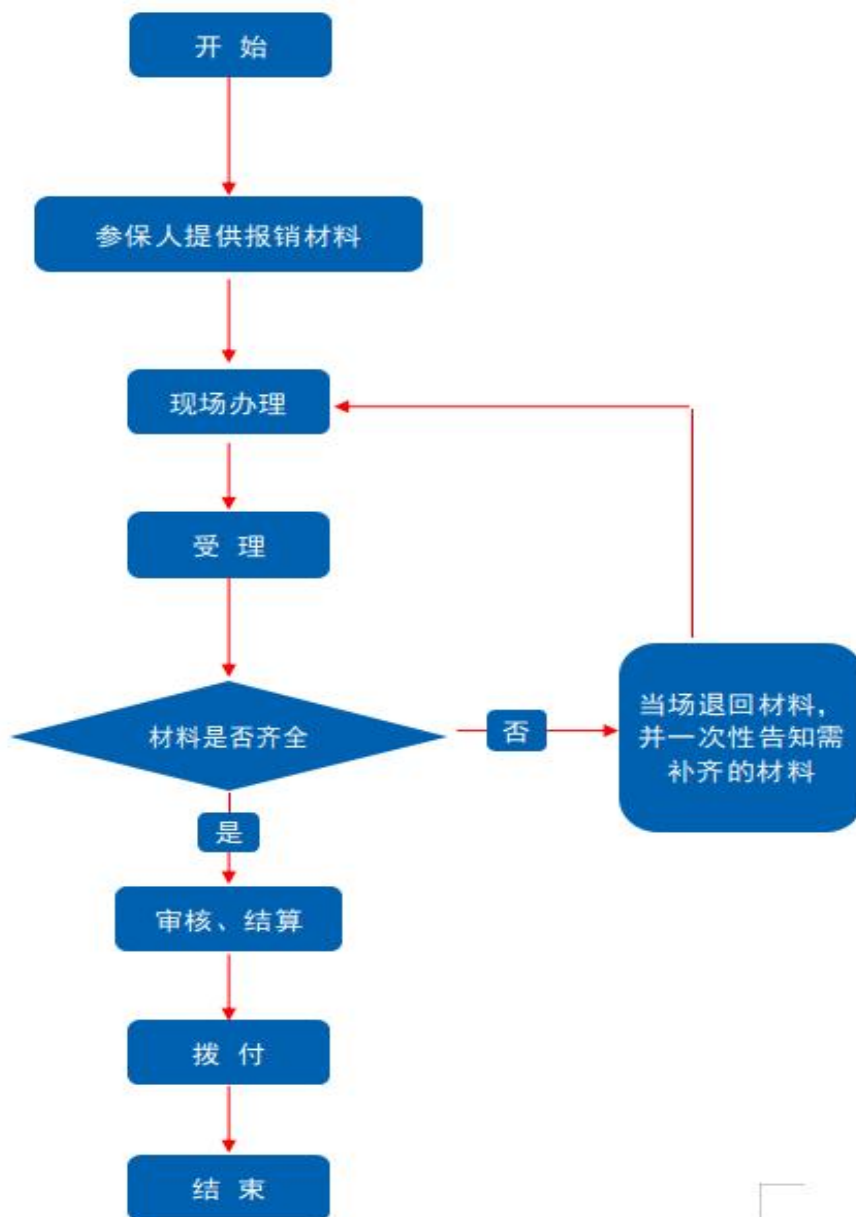 开 始
参保人提供报销材料
现场办理
受 理
材料是否齐全
否
当场退回材料，
并一次性告知需
补齐的材料
是
审核、结算
拨 付
结 束